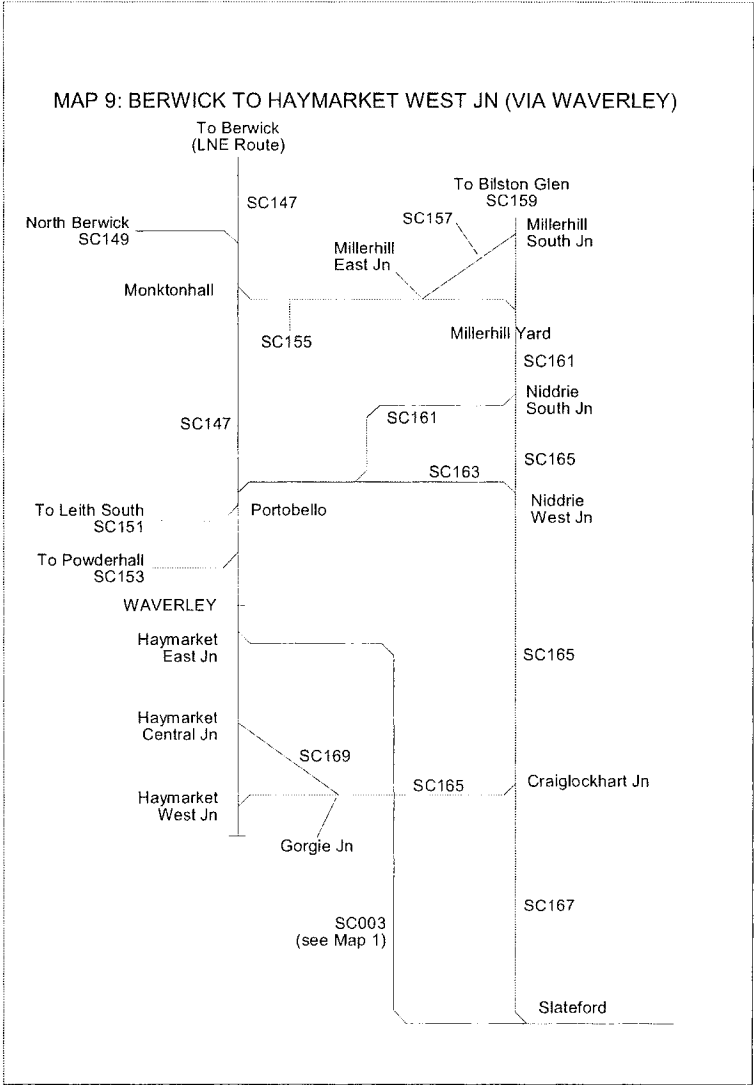 MAP 9: BERWICK TO HAYMARKET WEST JN (VIA WAVERLEY)
To Berwick
(LNE Route)
SC147
North Berwick
SC149
To Bilston Glen
SC159
SC157
Millerhill
South Jn
Millerhill
East Jn
Monktonhall
SC155
Millerhill Yard
SC161
Niddrie
South Jn
SC161
SC147
SC165
SC163
Niddrie
West Jn
To Leith South
SC151
Portobello
To Powderhall
SC153
WAVERLEY
Haymarket
East Jn
SC165
Haymarket
Central Jn
SC169
SC165
Craiglockhart Jn
Haymarket
West Jn
Gorgie Jn
SC167
SC003
(see Map 1)
Slateford